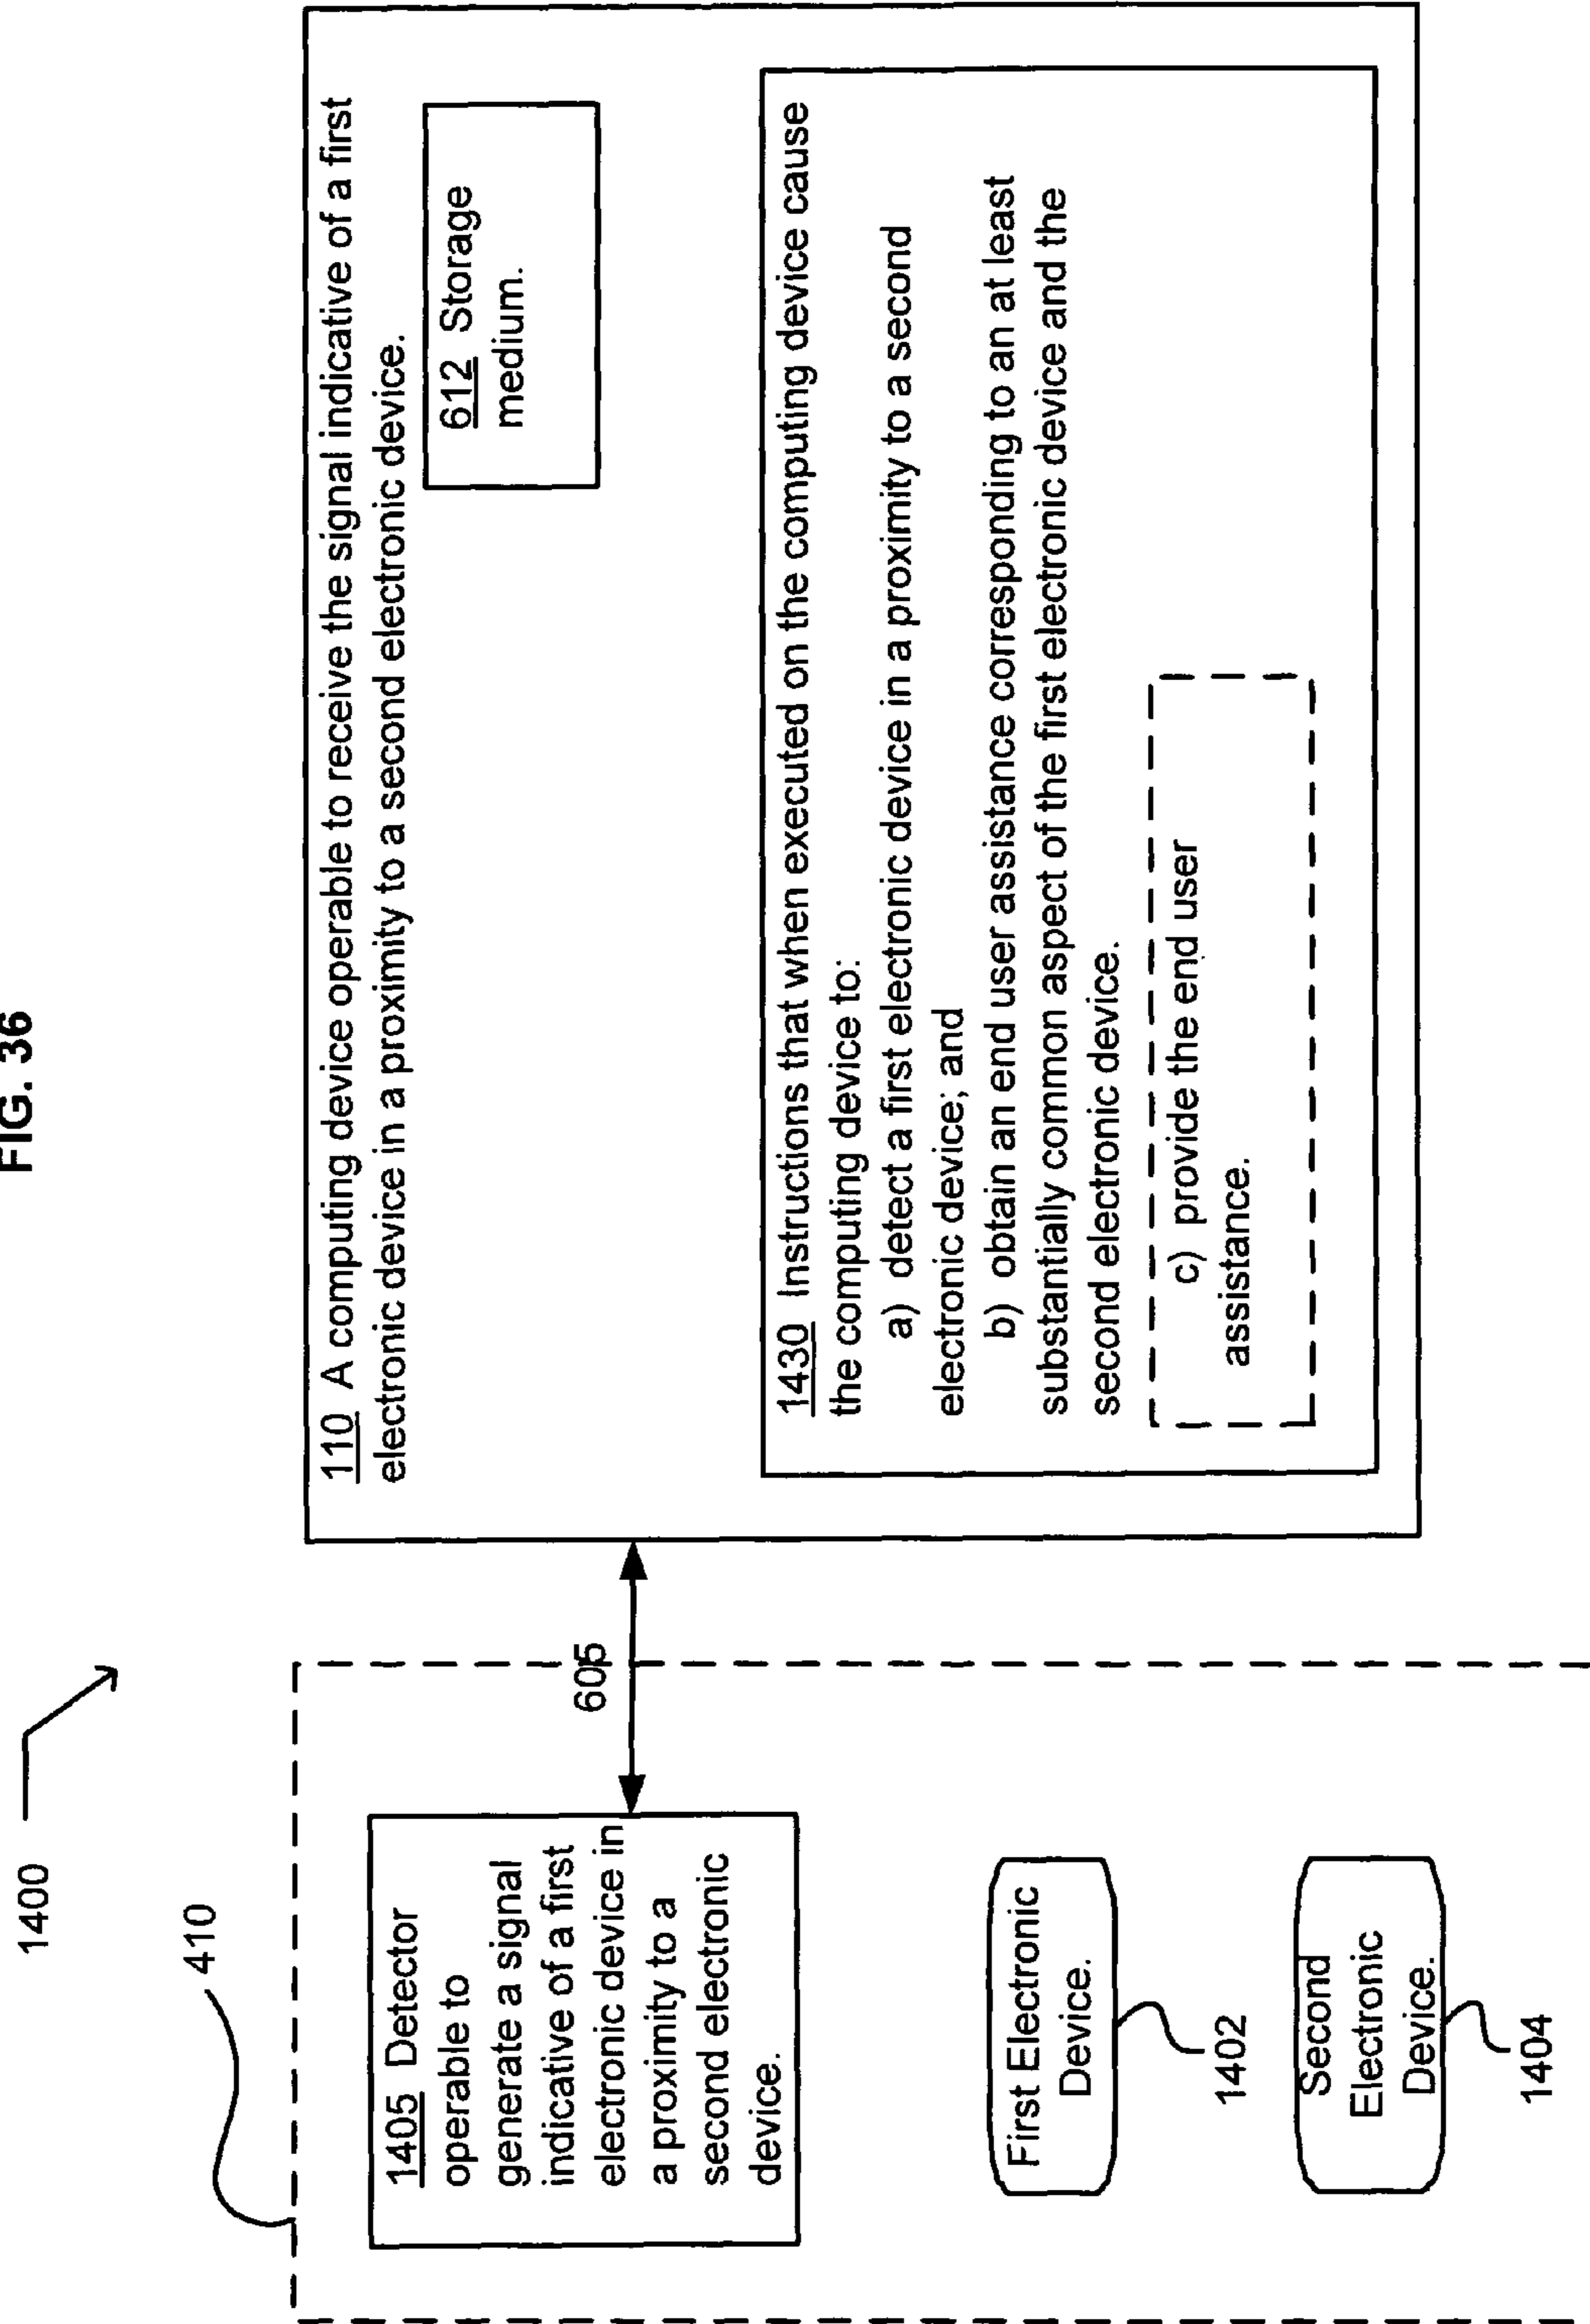 FIG. 36
1400
410
1405 Detector
operable to
generate a signal
indicative of a first
electronic device in
a proximity to a
second electronic
device.
First Electronic
Device.
1402
Second
Electronic
Device.
1404
605
110 A computing device operable to receive the signal indicative of a first
electronic device in a proximity to a second electronic device.
612 Storage
medium.
1430 Instructions that when executed on the computing device cause
the computing device to:
a) detect a first electronic device in a proximity to a second
electronic device; and
b) obtain an end user assistance corresponding to an at least
substantially common aspect of the first electronic device and the
second electronic device.
c) provide the end user
assistance.